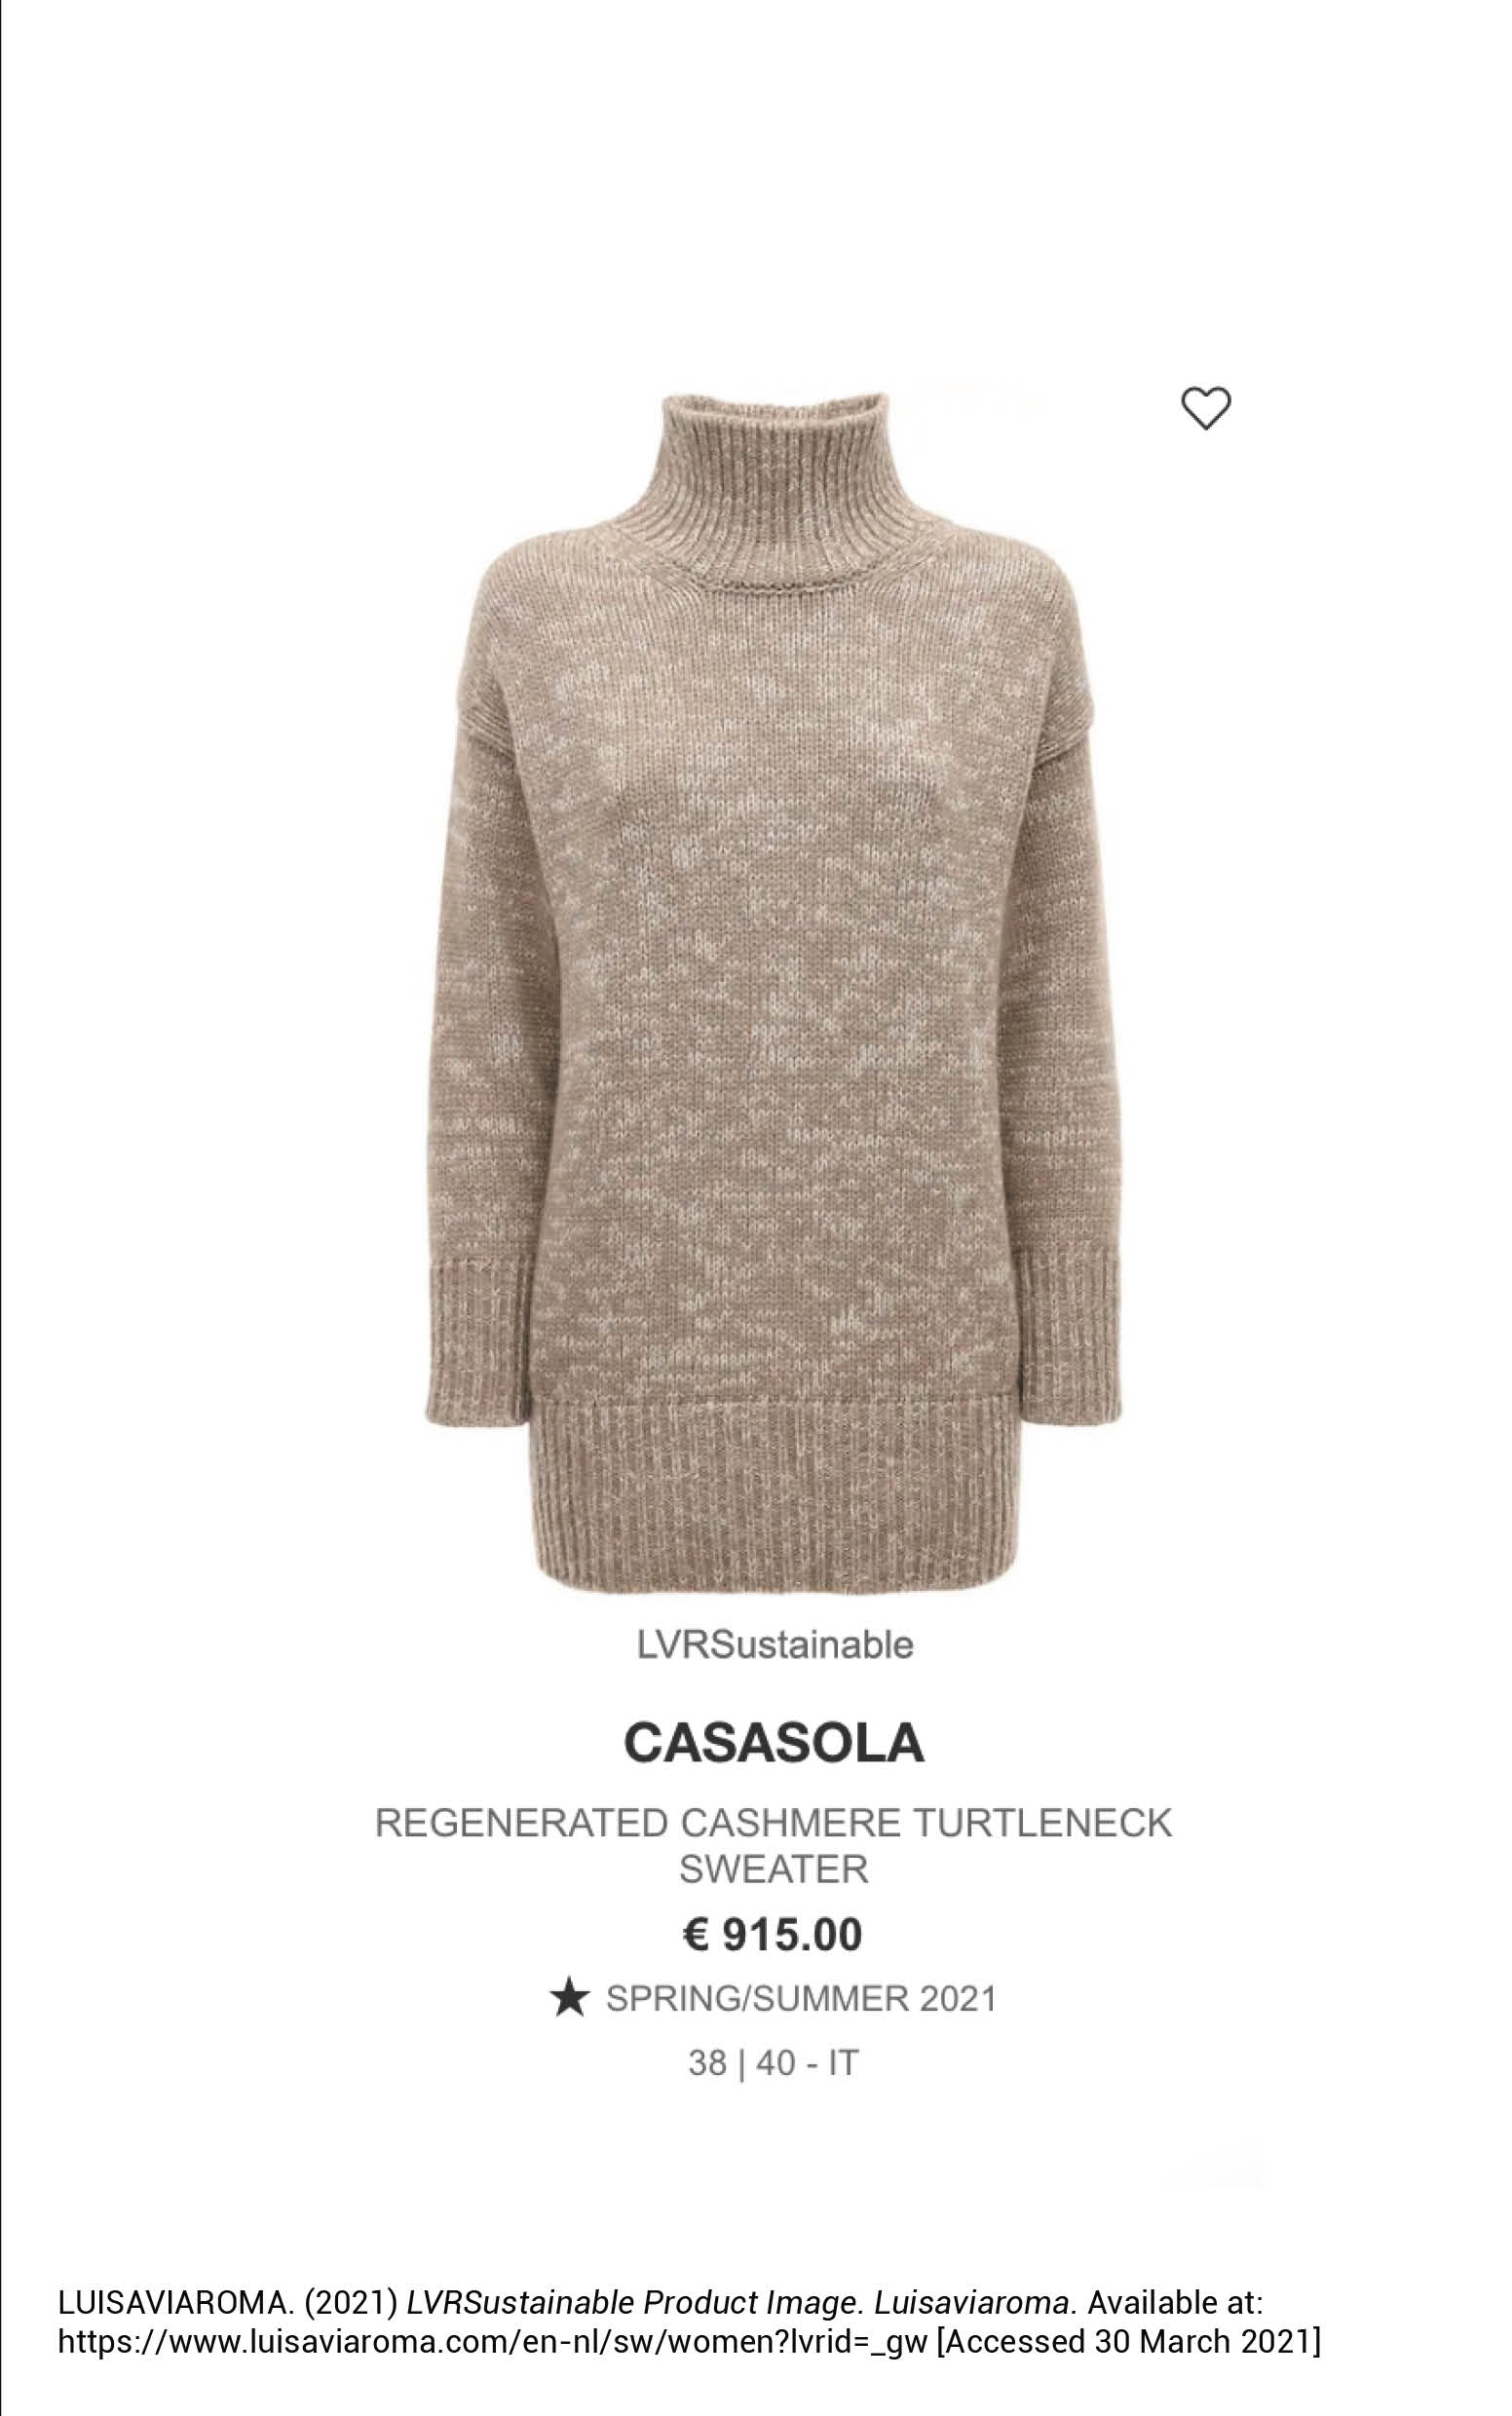 LVRSustainable
CASASOLA
REGENERATED CASHMERE TURTLENECK
SWEATER
€ 915.00
★ SPRING/SUMMER 2021
38 | 40 - IT
LUISAVIAROMA. (2021) LVRSustainable Product Image. Luisaviaroma. Available at:
https://www.luisaviaroma.com/en-nl/sw/women?lvrid=_gw [Accessed 30 March 2021]